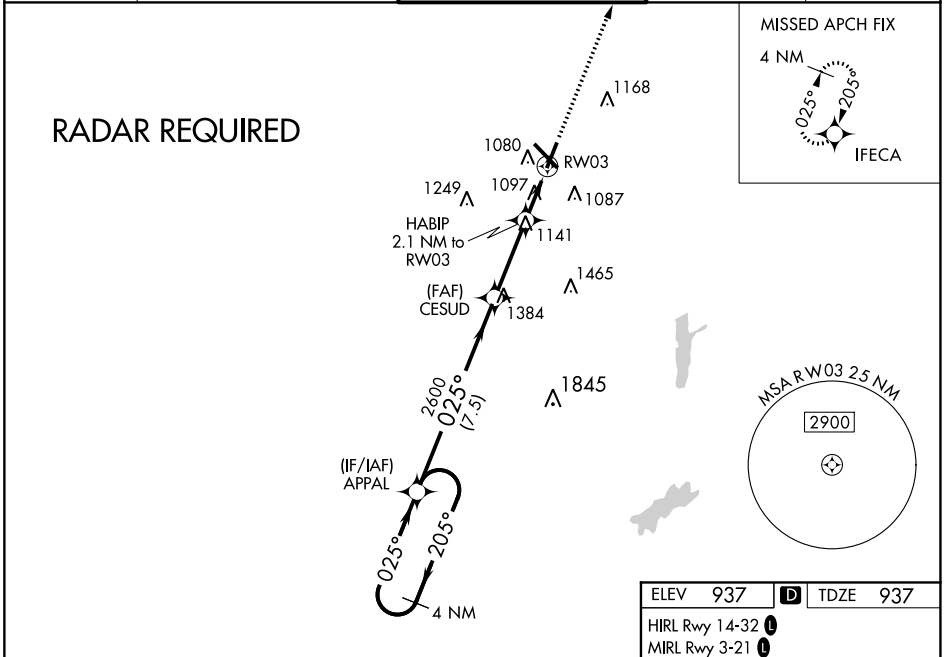 RADAR REQUIRED
MISSED APCH FIX
4 NM
025°
205°
IFECA
1168
1080
RW03
1249
1097
1087
HABIP
2.1 NM to
RW03
1141
1465
(FAF)
CESUD
1384
1845
2600
025°
(7.5)
(IF/IAF)
APPAL
025°
205°
4 NM
MSA RW03 25 NM
2900
ELEV 937 D TDZE 937
HIRL Rwy 14-32 L
MIRL Rwy 3-21 L